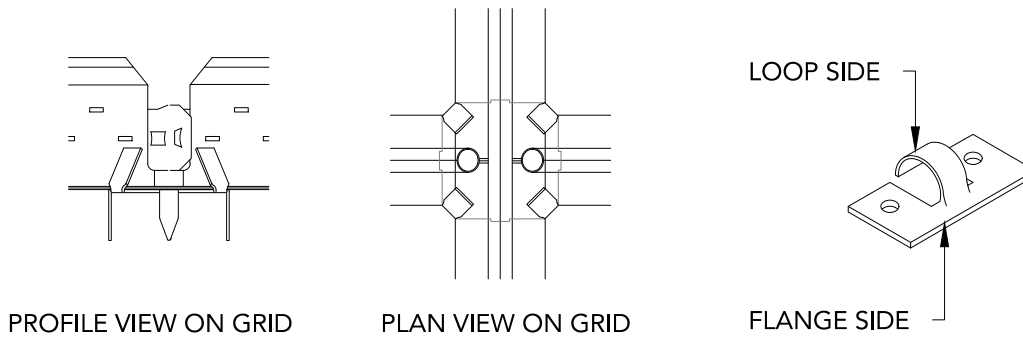 LOOP SIDE
PROFILE VIEW ON GRID
PLAN VIEW ON GRID
FLANGE SIDE